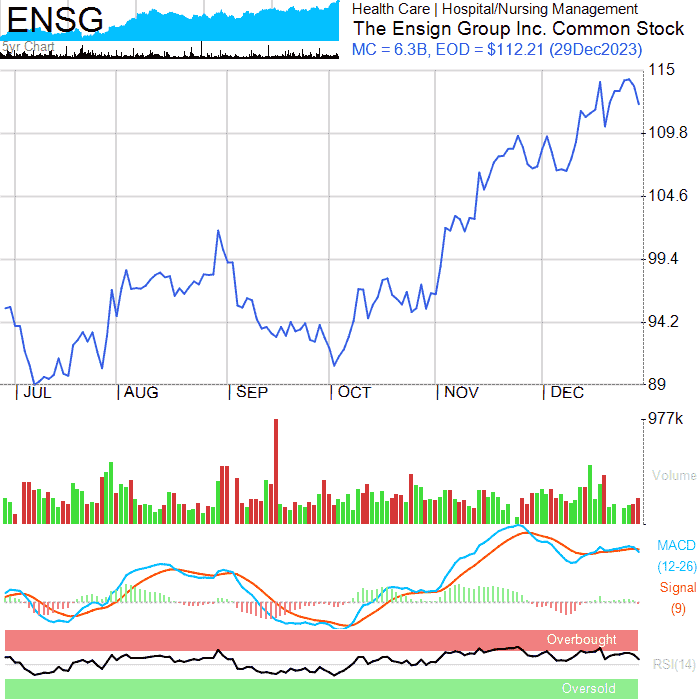 ENSG
5yr Chart
Health Care | Hospital/Nursing Management
The Ensign Group Inc. Common Stock
MC = 6.3B, EOD = $112.21 (29Dec2023)
115
109.8
104.6
99.4
94.2
89
JUL AUG SEP OCT NOV DEC
977k
Volume
MACD
(12-26)
Signal
(9)
Overbought
RSI(14)
Oversold